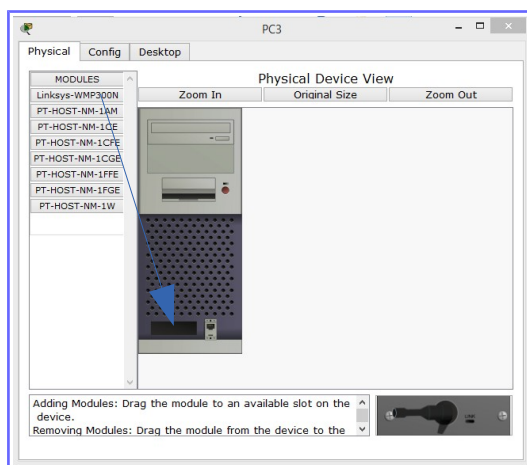 PC3
Physical Config Desktop
MODULES
Linksys-WMP300N
PT-HOST-NM-1AM
PT-HOST-NM-1CE
PT-HOST-NM-1CFE
PT-HOST-NM-1CGE
PT-HOST-NM-1FFE
PT-HOST-NM-1FGE
PT-HOST-NM-1W
Physical Device View
Zoom In Original Size Zoom Out
Adding Modules: Drag the module to an available slot on the
device.
Removing Modules: Drag the module from the device to the